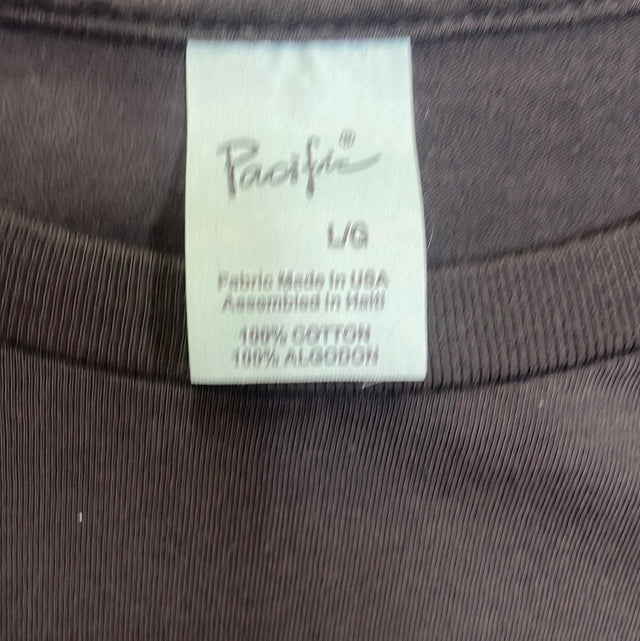 Pacific®
L/G
Fabric Made in USA
Assembled in Haiti
100% COTTON
100% ALGODON